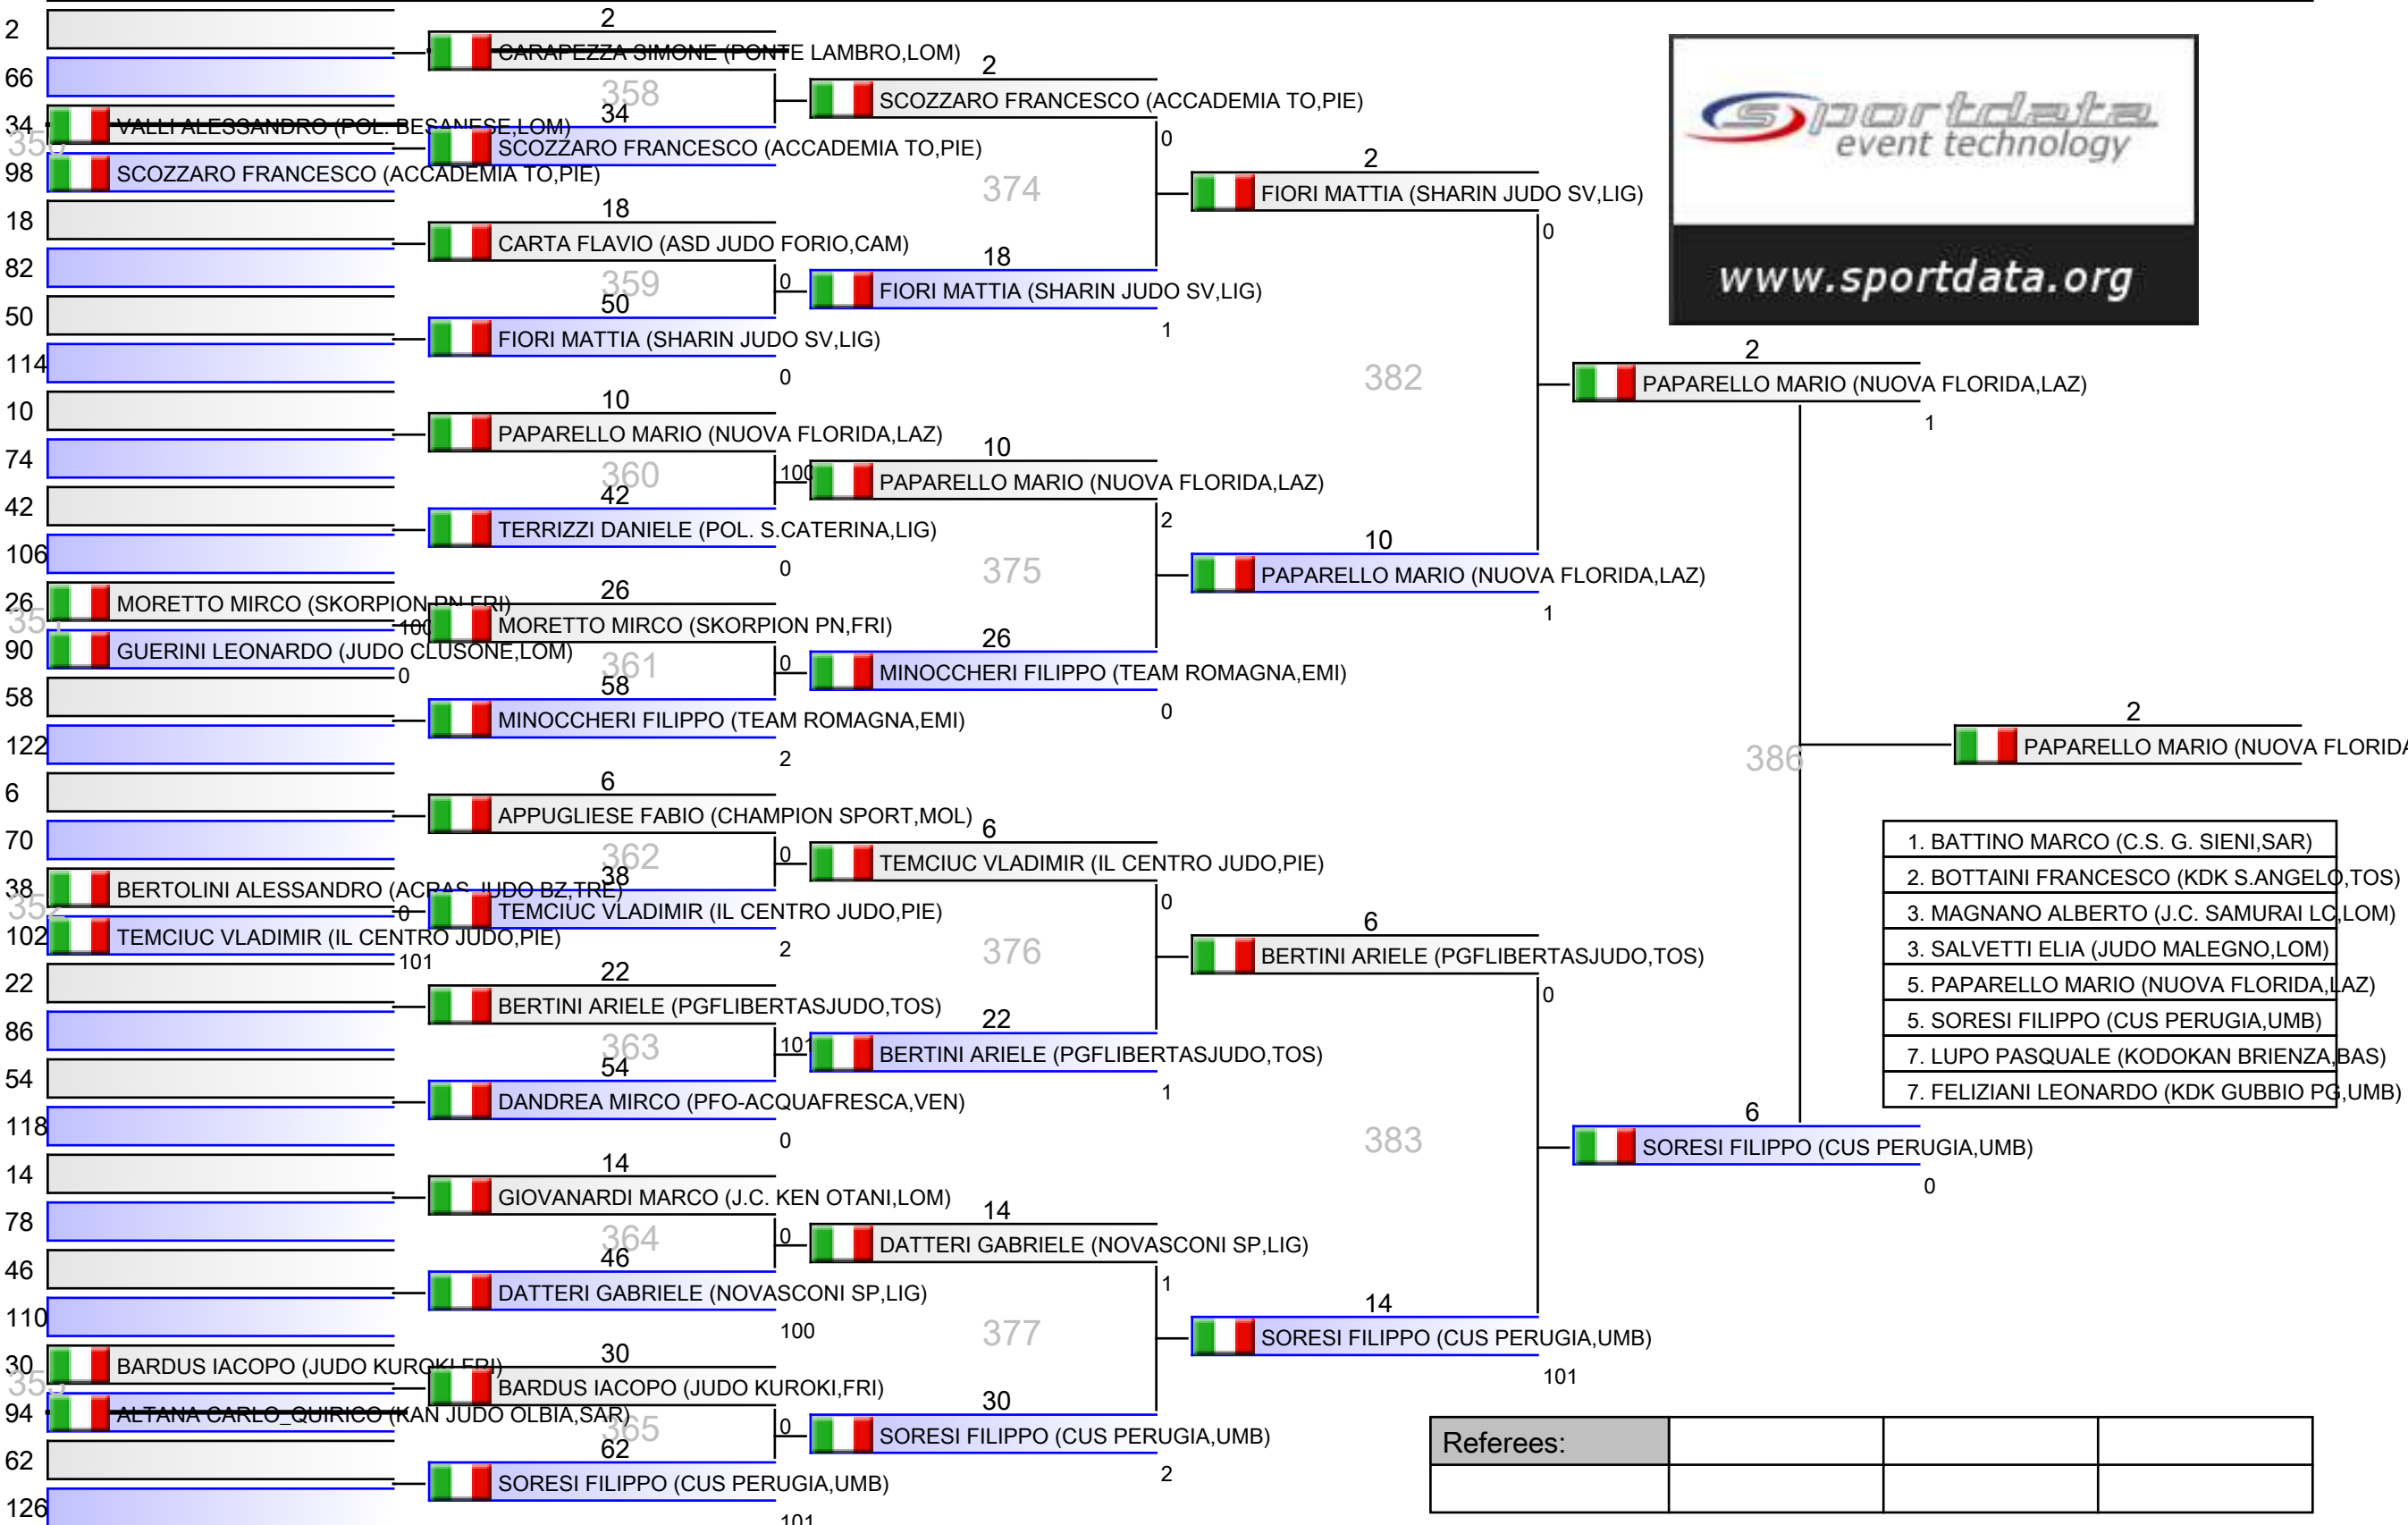 2
66
34
98
18
82
50
114
10
74
42
106
26
90
58
122
6
70
38
102
22
86
54
118
14
78
46
110
30
94
62
126
VALLI ALESSANDRO (POL. BESANESE,LOM)
SCOZZARO FRANCESCO (ACCADEMIA TO,PIE)
MORETTO MIRCO (SKORPION PN,FRI)
100
GUERINI LEONARDO (JUDO CLUSONE,LOM)
0
BERTOLINI ALESSANDRO (ACRAS JUDO BZ,TRE)
0
352
TEMCIUC VLADIMIR (IL CENTRO JUDO,PIE)
101
BARDUS IACOPO (JUDO KUROKI,FRI)
ALTANA CARLO_QUIRICO (KAN JUDO OLBIA,SAR)
2
CARAPEZZA SIMONE (PONTE LAMBRO,LOM)
358
34
SCOZZARO FRANCESCO (ACCADEMIA TO,PIE)
18
CARTA FLAVIO (ASD JUDO FORIO,CAM)
0
359
50
FIORI MATTIA (SHARIN JUDO SV,LIG)
0
10
PAPARELLO MARIO (NUOVA FLORIDA,LAZ)
100
360
42
TERRIZZI DANIELE (POL. S.CATERINA,LIG)
0
26
MORETTO MIRCO (SKORPION PN,FRI)
0
361
58
MINOCCHERI FILIPPO (TEAM ROMAGNA,EMI)
2
6
APPUGLIESE FABIO (CHAMPION SPORT,MOL)
0
362
38
TEMCIUC VLADIMIR (IL CENTRO JUDO,PIE)
2
22
BERTINI ARIELE (PGFLIBERTASJUDO,TOS)
101
363
54
DANDREA MIRCO (PFO-ACQUAFRESCA,VEN)
0
14
GIOVANARDI MARCO (J.C. KEN OTANI,LOM)
0
364
46
DATTERI GABRIELE (NOVASCONI SP,LIG)
100
30
BARDUS IACOPO (JUDO KUROKI,FRI)
0
365
62
SORESI FILIPPO (CUS PERUGIA,UMB)
101
2
SCOZZARO FRANCESCO (ACCADEMIA TO,PIE)
0
374
18
FIORI MATTIA (SHARIN JUDO SV,LIG)
1
10
PAPARELLO MARIO (NUOVA FLORIDA,LAZ)
2
375
26
MINOCCHERI FILIPPO (TEAM ROMAGNA,EMI)
0
6
TEMCIUC VLADIMIR (IL CENTRO JUDO,PIE)
0
376
22
BERTINI ARIELE (PGFLIBERTASJUDO,TOS)
1
14
DATTERI GABRIELE (NOVASCONI SP,LIG)
1
377
30
SORESI FILIPPO (CUS PERUGIA,UMB)
2
2
FIORI MATTIA (SHARIN JUDO SV,LIG)
0
382
10
PAPARELLO MARIO (NUOVA FLORIDA,LAZ)
1
6
BERTINI ARIELE (PGFLIBERTASJUDO,TOS)
0
383
14
SORESI FILIPPO (CUS PERUGIA,UMB)
101
sportdata
event technology
www.sportdata.org
2
PAPARELLO MARIO (NUOVA FLORIDA,LAZ)
1
386
6
SORESI FILIPPO (CUS PERUGIA,UMB)
0
2
PAPARELLO MARIO (NUOVA FLORIDA
1. BATTINO MARCO (C.S. G. SIENI,SAR)
2. BOTTAINI FRANCESCO (KDK S.ANGELO,TOS)
3. MAGNANO ALBERTO (J.C. SAMURAI LC,LOM)
3. SALVETTI ELIA (JUDO MALEGNO,LOM)
5. PAPARELLO MARIO (NUOVA FLORIDA,LAZ)
5. SORESI FILIPPO (CUS PERUGIA,UMB)
7. LUPO PASQUALE (KODOKAN BRIENZA,BAS)
7. FELIZIANI LEONARDO (KDK GUBBIO PG,UMB)
Referees: